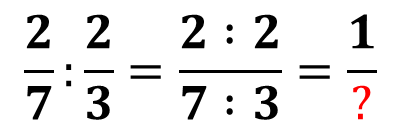 2/7 : 2/3 = (2 : 2)/(7 : 3) = 1/?